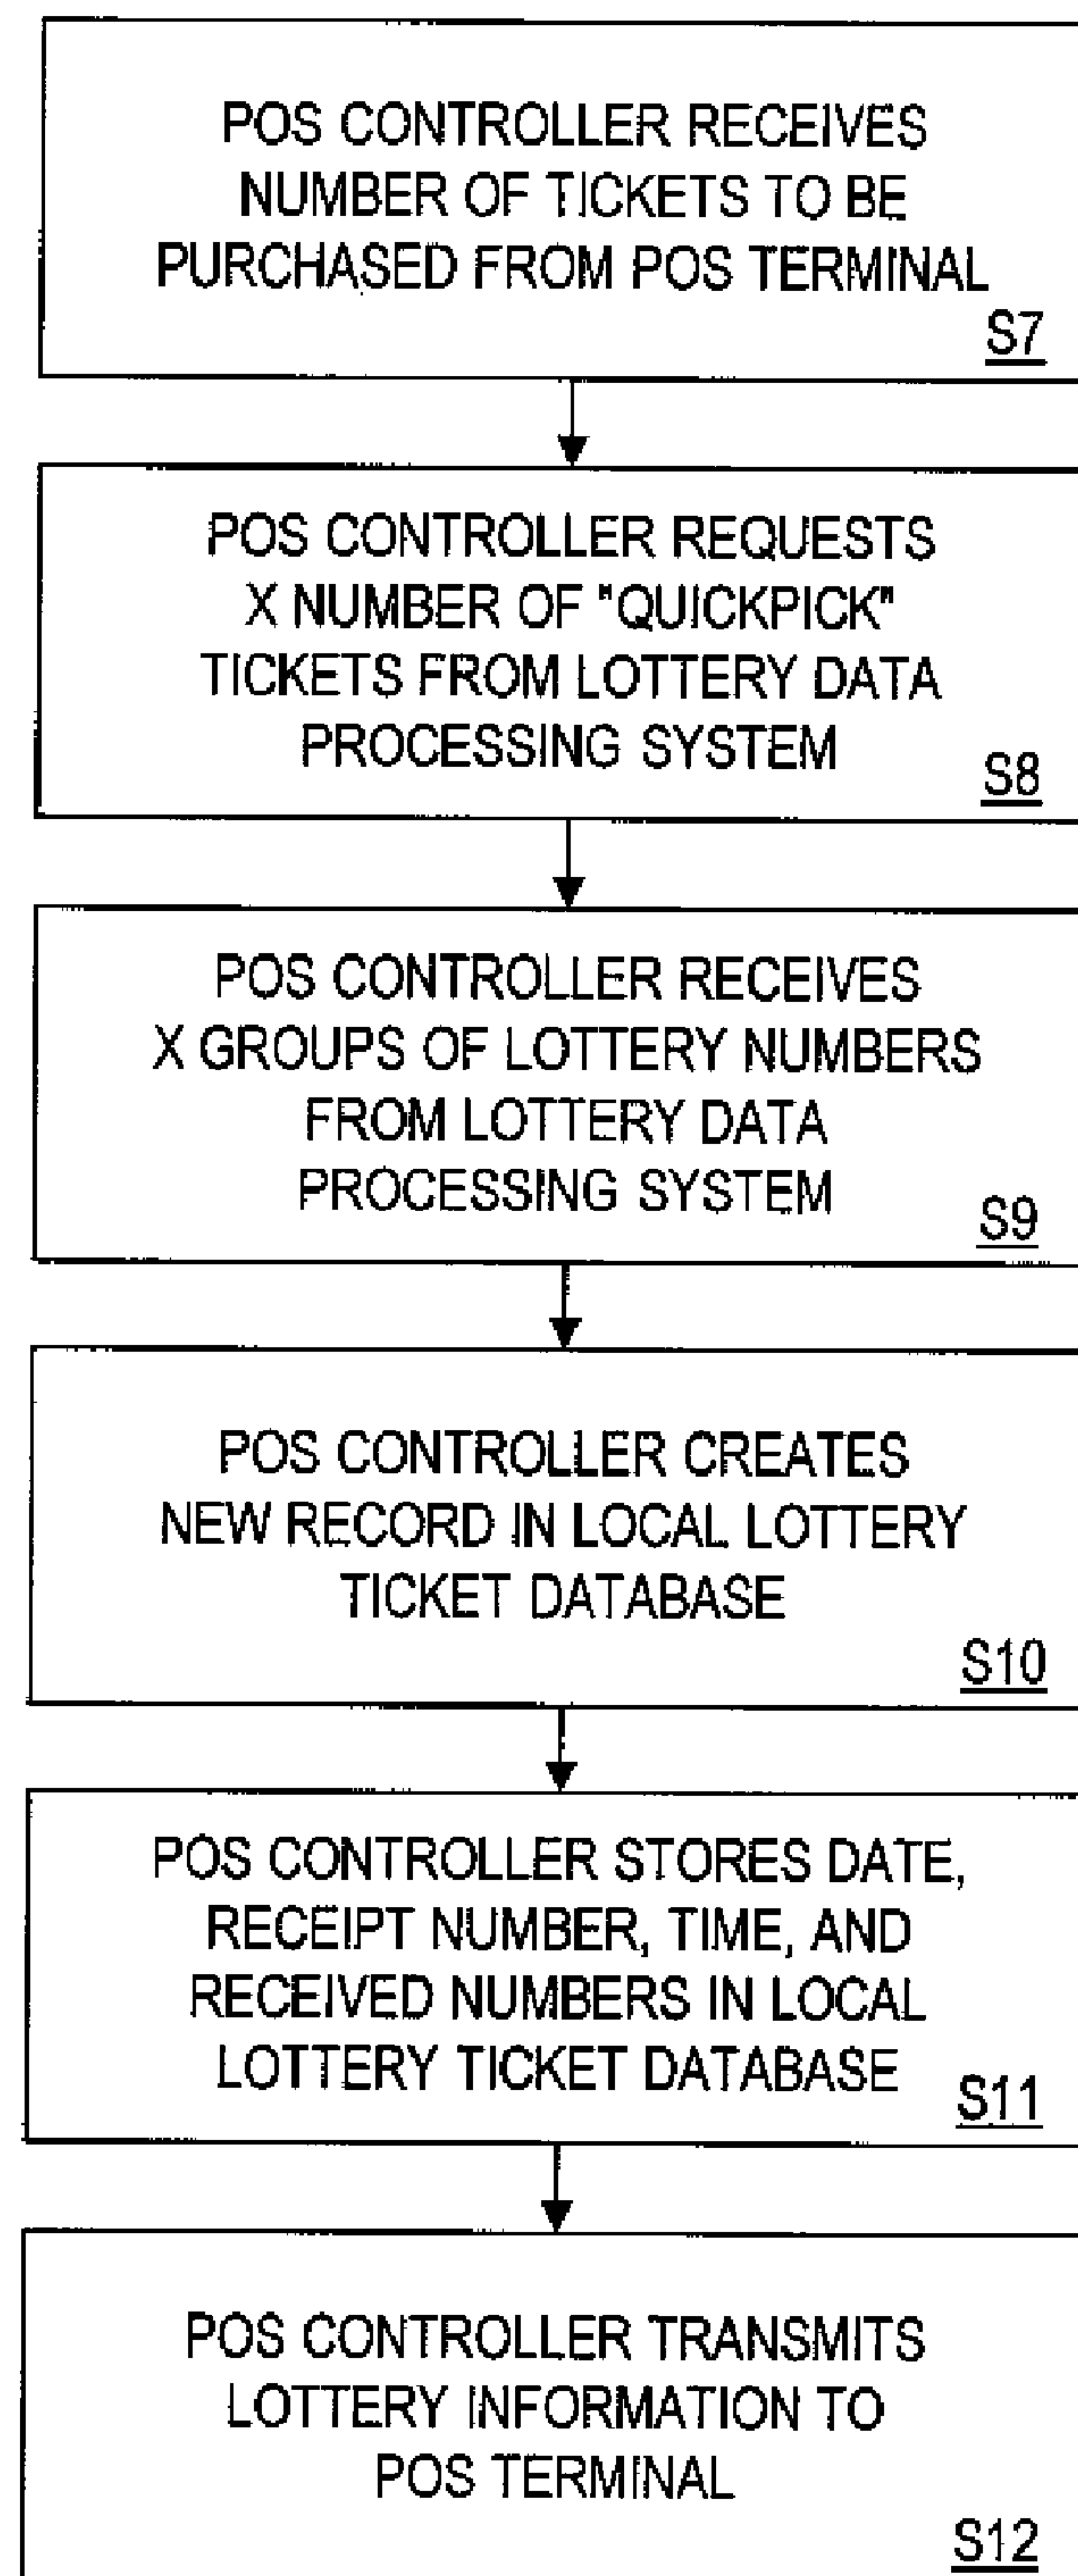 POS CONTROLLER RECEIVES
NUMBER OF TICKETS TO BE
PURCHASED FROM POS TERMINAL
S7
POS CONTROLLER REQUESTS
X NUMBER OF "QUICKPICK"
TICKETS FROM LOTTERY DATA
PROCESSING SYSTEM
S8
POS CONTROLLER RECEIVES
X GROUPS OF LOTTERY NUMBERS
FROM LOTTERY DATA
PROCESSING SYSTEM
S9
POS CONTROLLER CREATES
NEW RECORD IN LOCAL LOTTERY
TICKET DATABASE
S10
POS CONTROLLER STORES DATE,
RECEIPT NUMBER, TIME, AND
RECEIVED NUMBERS IN LOCAL
LOTTERY TICKET DATABASE
S11
POS CONTROLLER TRANSMITS
LOTTERY INFORMATION TO
POS TERMINAL
S12